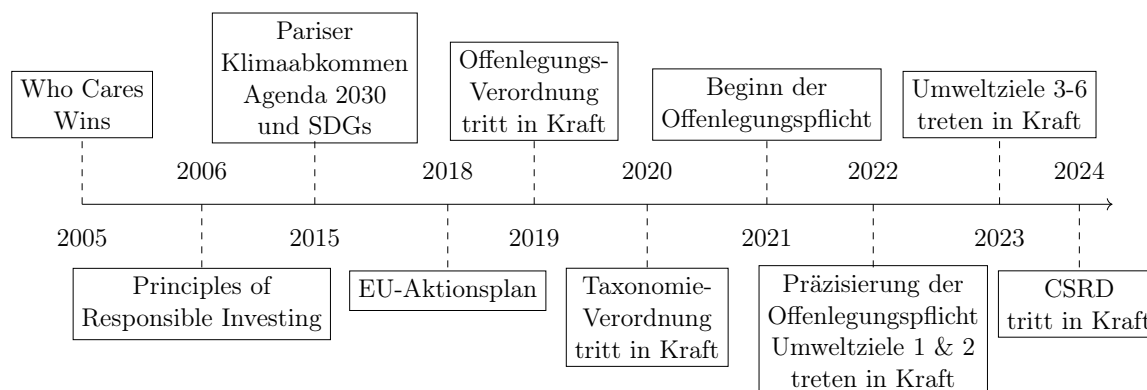 Who Cares
Wins
Pariser
Klimaabkommen
Agenda 2030
und SDGs
Offenlegungs-
Verordnung
tritt in Kraft
Beginn der
Offenlegungspflicht
Umweltziele 3-6
treten in Kraft
2006
2018
2020
2022
2024
2005
2015
2019
2021
2023
Principles of
Responsible Investing
EU-Aktionsplan
Taxonomie-
Verordnung
tritt in Kraft
Präzisierung der
Offenlegungspflicht
Umweltziele 1 & 2
treten in Kraft
CSRD
tritt in Kraft